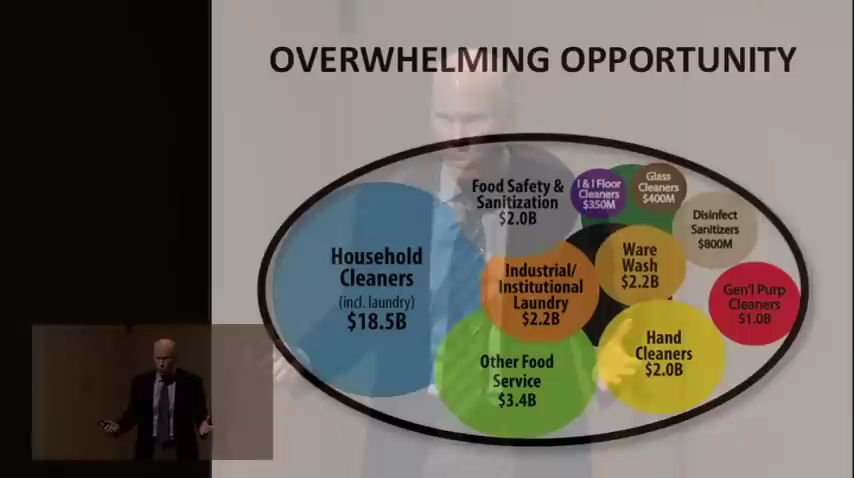 OVERWHELMING OPPORTUNITY
Household
Cleaners
(incl. laundry)
$18.5B
Food Safety &
Sanitization
$2.0B
I & I Floor
Cleaners
$350M
Glass
Cleaners
$400M
Disinfect
Sanitizers
$800M
Industrial/
Institutional
Laundry
$2.2B
Ware
Wash
$2.2B
Gen'l Purp
Cleaners
$1.0B
Other Food
Service
$3.4B
Hand
Cleaners
$2.0B